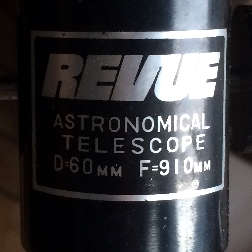 REVUE
ASTRONOMICAL
TELESCOPE
D=60MM F=910MM